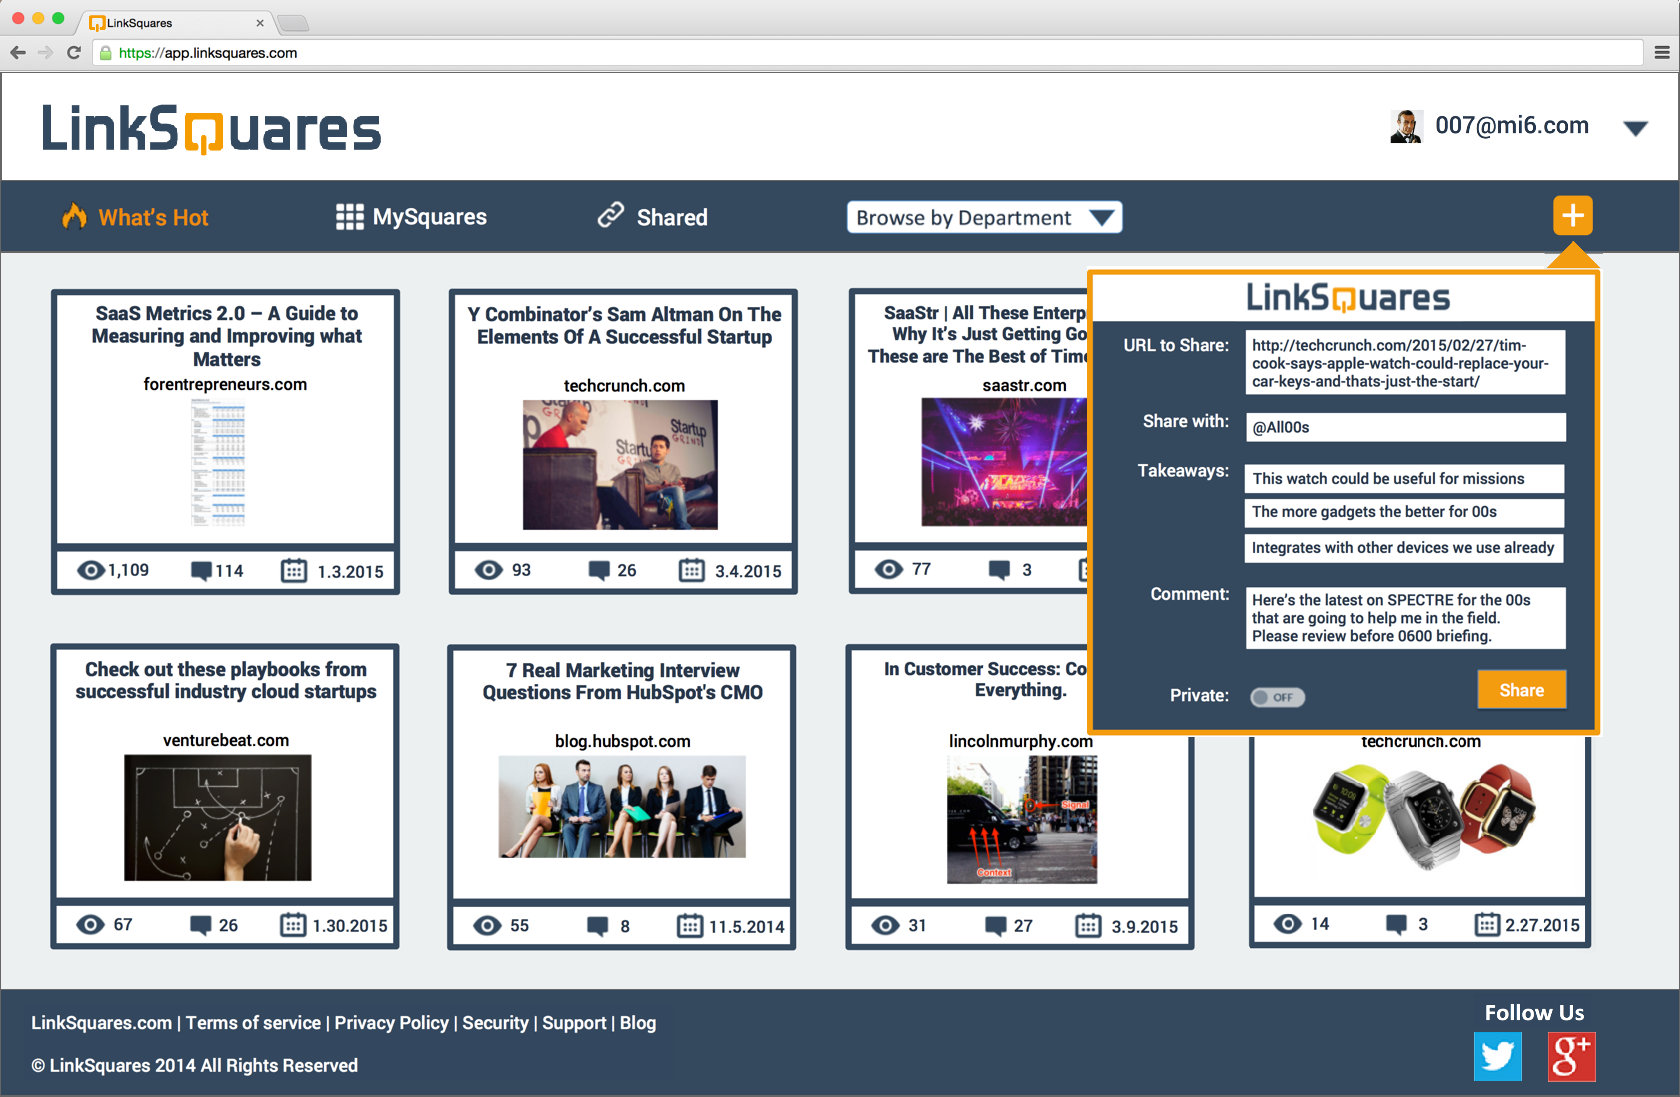 LinkSquares
https://app.linksquares.com
LinkSquares
007@mi6.com
What's Hot
MySquares
Shared
Browse by Department
SaaS Metrics 2.0 – A Guide to
Measuring and Improving what
Matters
forentrepreneurs.com
1,109
114
1.3.2015
Y Combinator's Sam Altman On The
Elements Of A Successful Startup
techcrunch.com
Startup
GRIND
93
26
3.4.2015
SaaStr | All These Enterp
Why It's Just Getting Go
These are The Best of Time
saastr.com
77
3
LinkSquares
URL to Share:
http://techcrunch.com/2015/02/27/tim-
cook-says-apple-watch-could-replace-your-
car-keys-and-thats-just-the-start/
Share with:
@All00s
Takeaways:
This watch could be useful for missions
The more gadgets the better for 00s
Integrates with other devices we use already
Comment:
Here's the latest on SPECTRE for the 00s
that are going to help me in the field.
Please review before 0600 briefing.
Private:
OFF
Share
Check out these playbooks from
successful industry cloud startups
venturebeat.com
67
26
1.30.2015
7 Real Marketing Interview
Questions From HubSpot's CMO
blog.hubspot.com
55
8
11.5.2014
In Customer Success: Co
Everything.
lincolnmurphy.com
Signal
Context
31
27
3.9.2015
techcrunch.com
14
3
2.27.2015
LinkSquares.com | Terms of service | Privacy Policy | Security | Support | Blog
© LinkSquares 2014 All Rights Reserved
Follow Us
g+